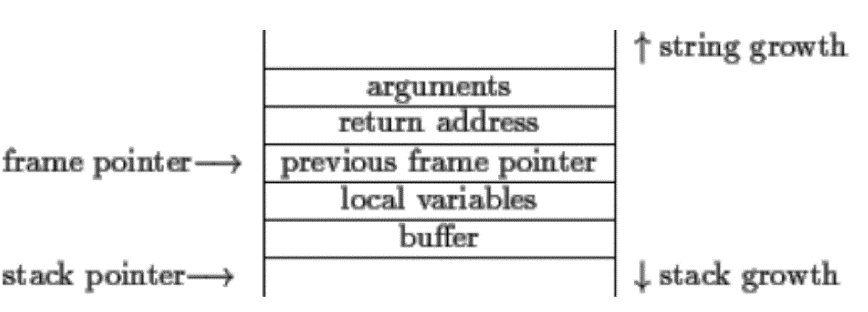 ↑ string growth
arguments
return address
frame pointer⟶ previous frame pointer
local variables
buffer
stack pointer⟶ ↓ stack growth